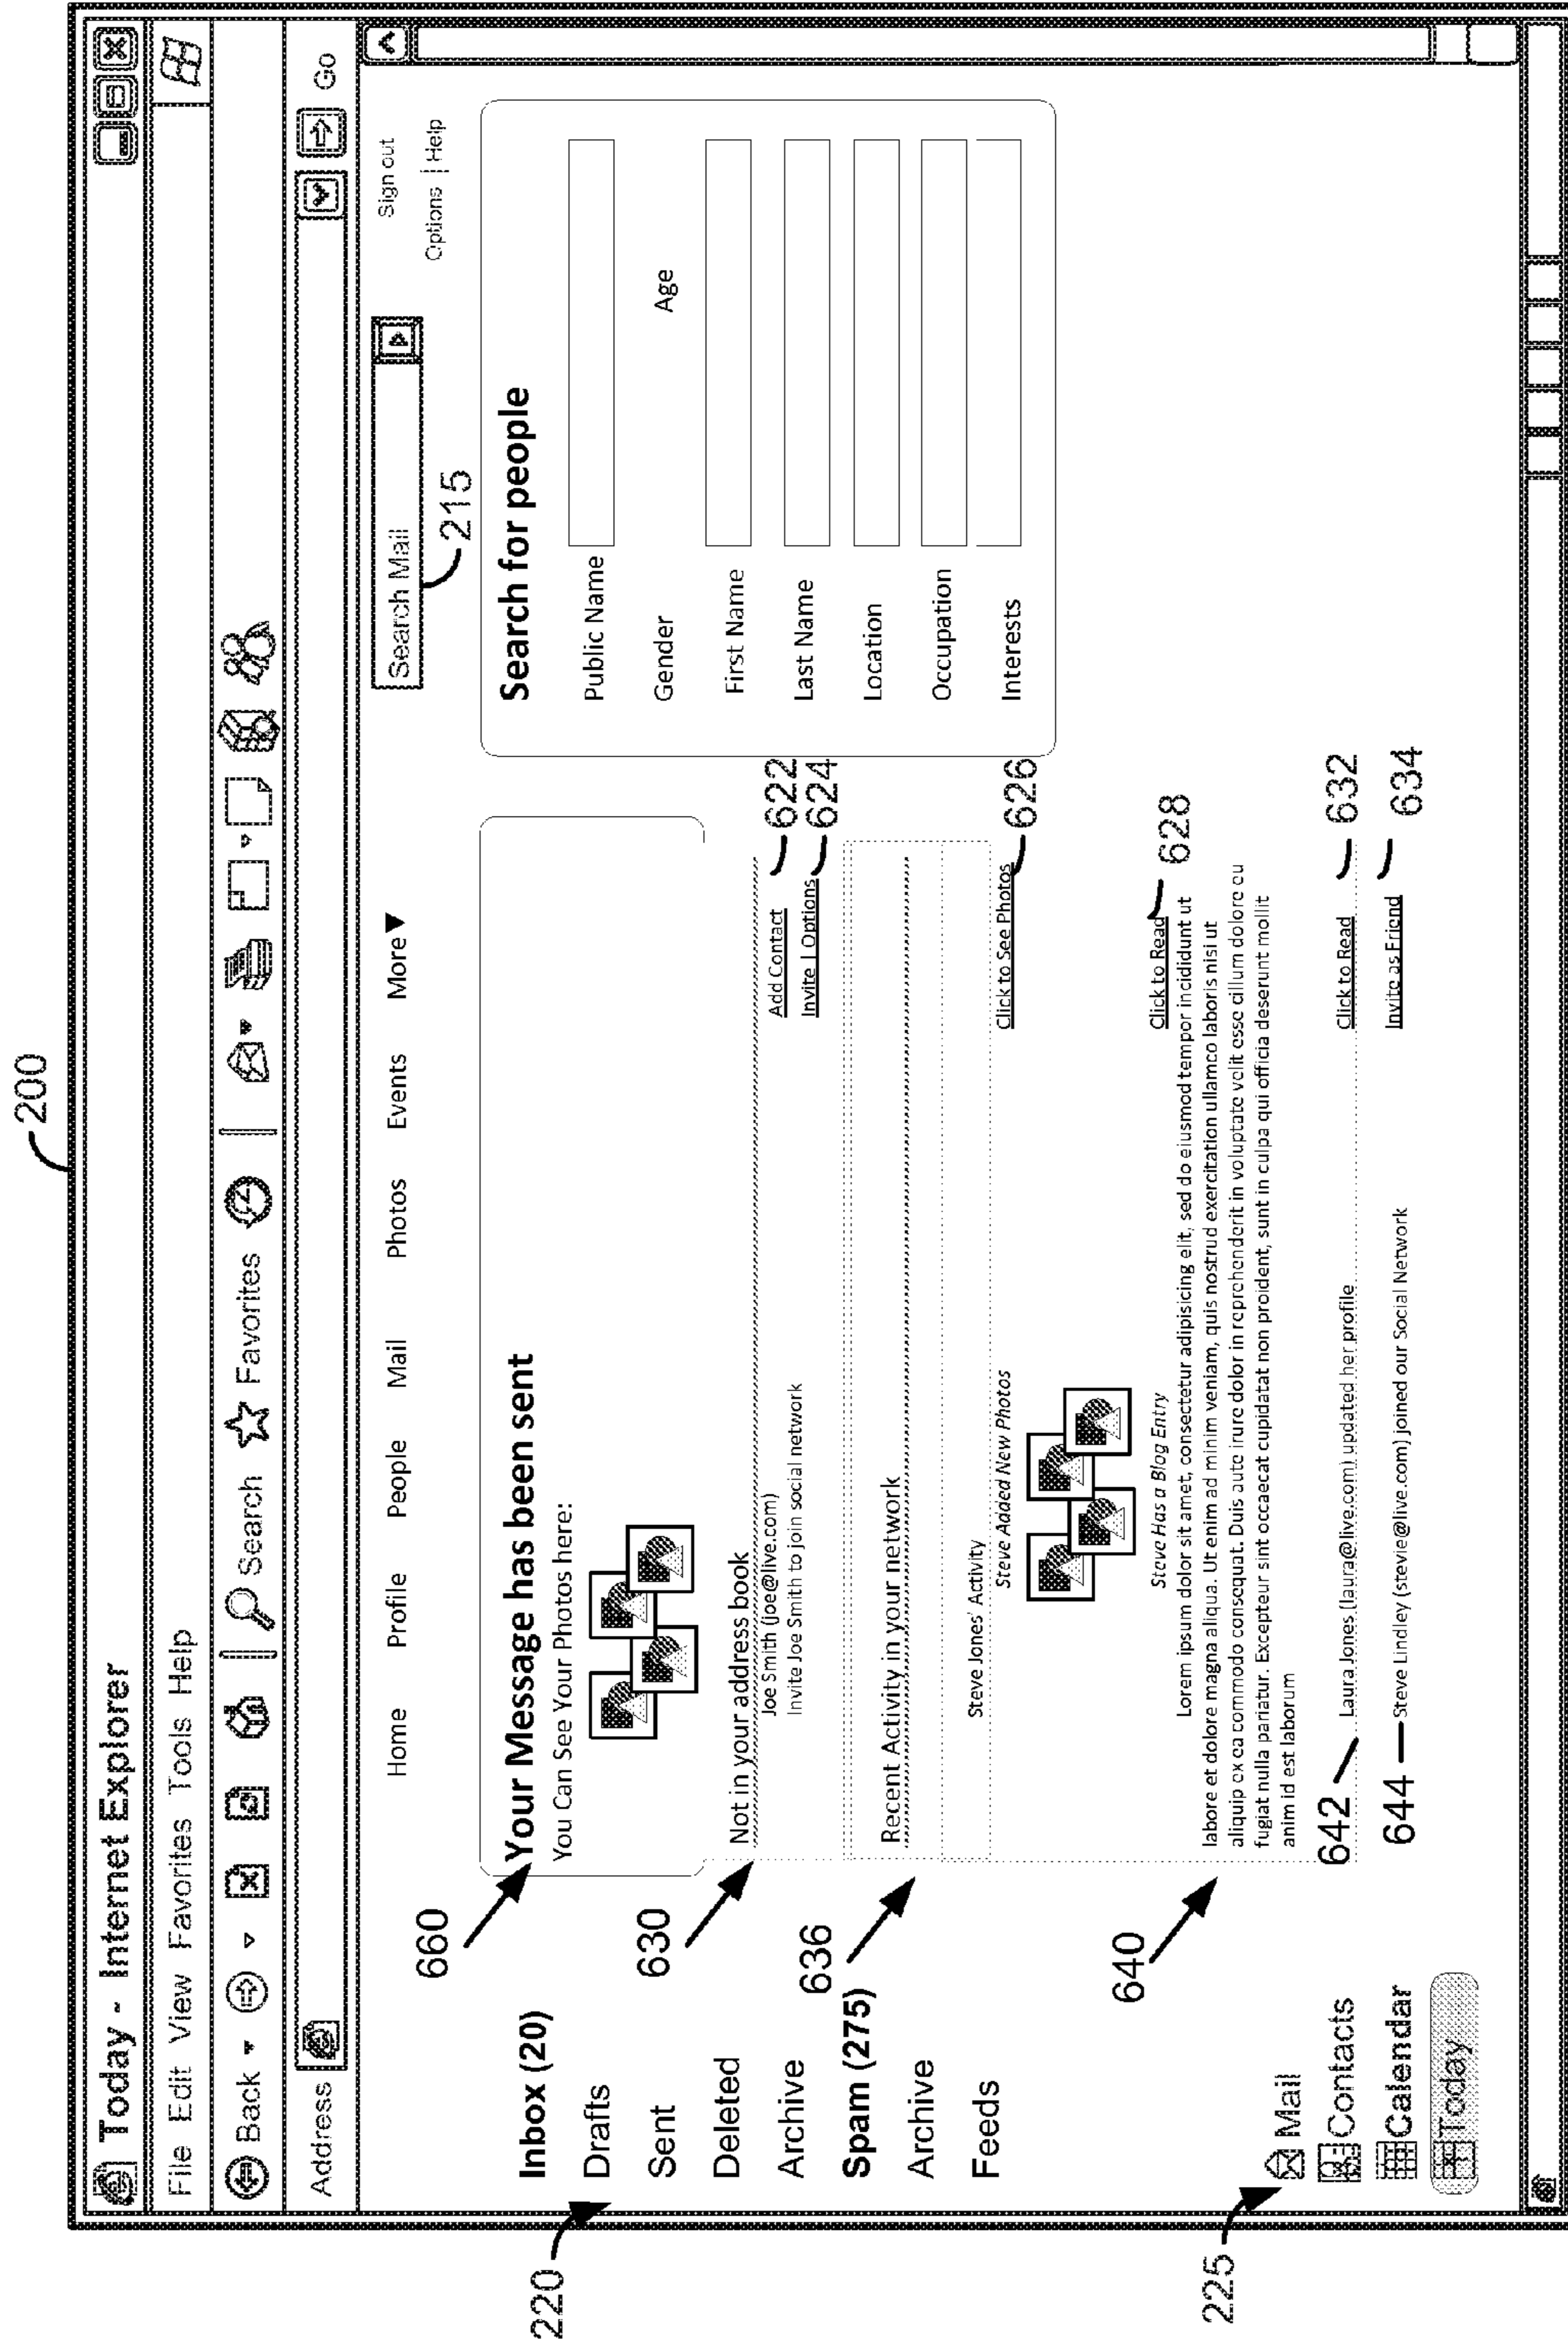 200
Today - Internet Explorer
File Edit View Favorites Tools Help
Back Search Favorites
Address Go
Home Profile People Mail Photos Events More Search Mail Sign out
215
Options | Help
220
Inbox (20)
Drafts
Sent
Deleted
Archive
Spam (275)
Archive
Feeds
225
Mail
Contacts
Calendar
Today
660
Your Message has been sent
You Can See Your Photos here:
630
Not in your address book
Joe Smith (joe@live.com) Add Contact 622
Invite Joe Smith to join social network Invite | Options 624
636
Recent Activity in your network
Steve Jones' Activity
Steve Added New Photos Click to See Photos 626
640
Steve Has a Blog Entry Click to Read 628
Lorem ipsum dolor sit amet, consectetur adipisicing elit, sed do eiusmod tempor incididunt ut
labore et dolore magna aliqua. Ut enim ad minim veniam, quis nostrud exercitation ullamco laboris nisi ut
aliquip ex ea commodo consequat. Duis aute irure dolor in reprehenderit in voluptate velit esse cillum dolore eu
fugiat nulla pariatur. Excepteur sint occaecat cupidatat non proident, sunt in culpa qui officia deserunt mollit
anim id est laborum
642 Laura Jones (laura@live.com) updated her profile Click to Read 632
644 Steve Lindley (stevie@live.com) joined our Social Network Invite as Friend 634
Search for people
Public Name
Gender Age
First Name
Last Name
Location
Occupation
Interests